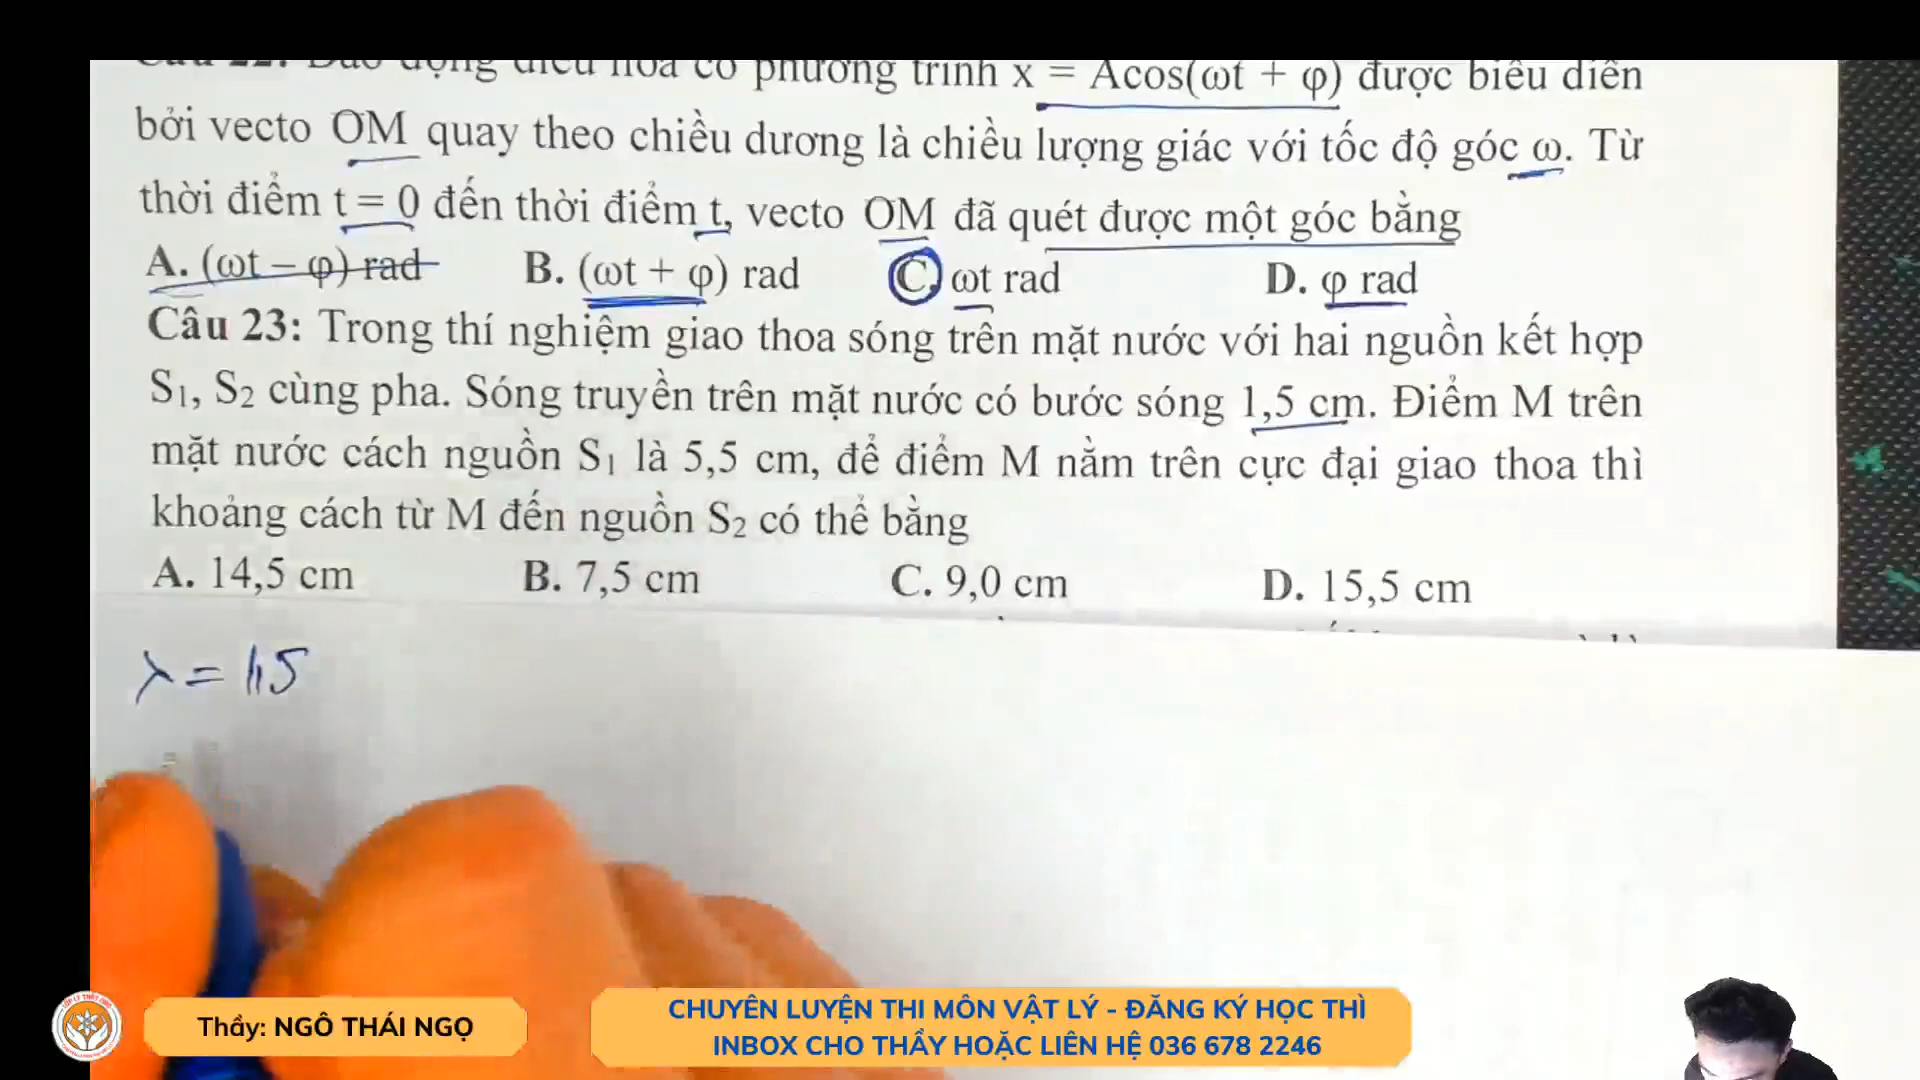 Câu 22: Dao động điều hòa có phương trình x = Acos(ωt + φ) được biểu diễn
bởi vecto OM quay theo chiều dương là chiều lượng giác với tốc độ góc ω. Từ
thời điểm t = 0 đến thời điểm t, vecto OM đã quét được một góc bằng
A. (ωt – φ) rad B. (ωt + φ) rad C. ωt rad D. φ rad
Câu 23: Trong thí nghiệm giao thoa sóng trên mặt nước với hai nguồn kết hợp
S₁, S₂ cùng pha. Sóng truyền trên mặt nước có bước sóng 1,5 cm. Điểm M trên
mặt nước cách nguồn S₁ là 5,5 cm, để điểm M nằm trên cực đại giao thoa thì
khoảng cách từ M đến nguồn S₂ có thể bằng
A. 14,5 cm B. 7,5 cm C. 9,0 cm D. 15,5 cm
λ = 1,5
Thầy: NGÔ THÁI NGỌ
CHUYÊN LUYỆN THI MÔN VẬT LÝ - ĐĂNG KÝ HỌC THÌ
INBOX CHO THẦY HOẶC LIÊN HỆ 036 678 2246